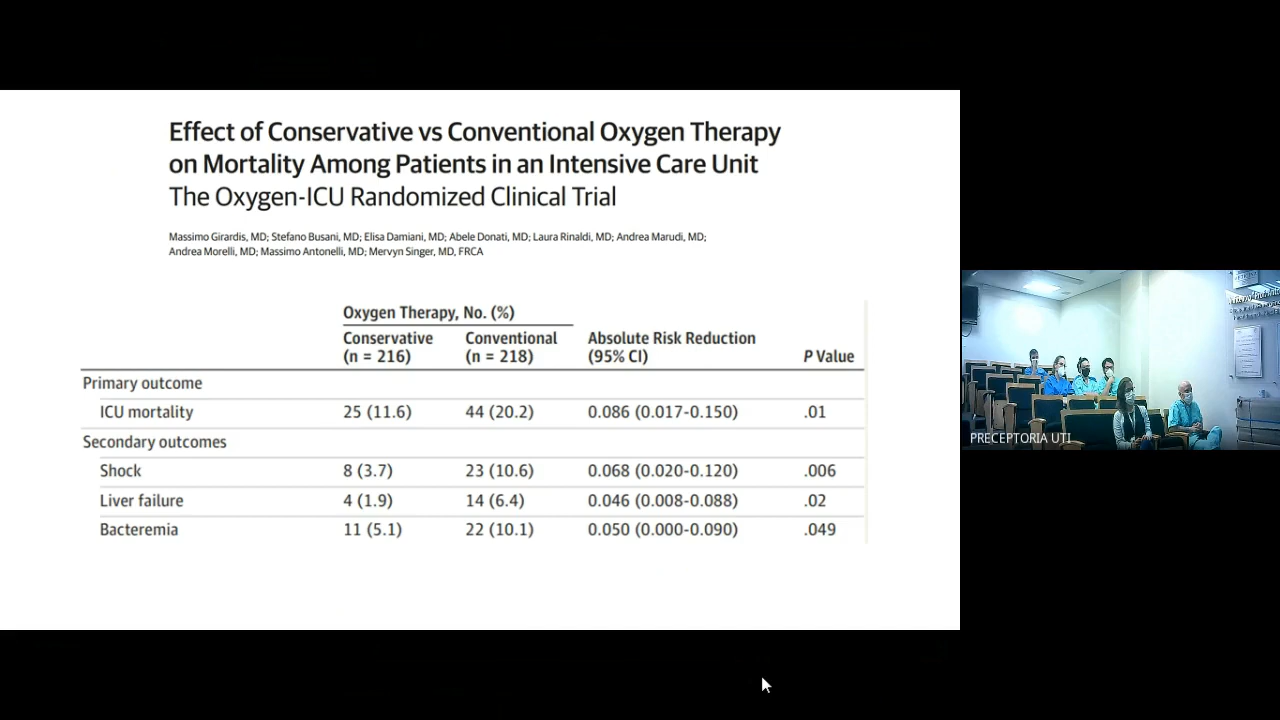 Effect of Conservative vs Conventional Oxygen Therapy
on Mortality Among Patients in an Intensive Care Unit
The Oxygen-ICU Randomized Clinical Trial
Massimo Girardis, MD; Stefano Busani, MD; Elisa Damiani, MD; Abele Donati, MD; Laura Rinaldi, MD; Andrea Marudi, MD;
Andrea Morelli, MD; Massimo Antonelli, MD; Mervyn Singer, MD, FRCA
Oxygen Therapy, No. (%)
Conservative (n = 216) Conventional (n = 218) Absolute Risk Reduction (95% CI) P Value
Primary outcome
ICU mortality 25 (11.6) 44 (20.2) 0.086 (0.017-0.150) .01
Secondary outcomes
Shock 8 (3.7) 23 (10.6) 0.068 (0.020-0.120) .006
Liver failure 4 (1.9) 14 (6.4) 0.046 (0.008-0.088) .02
Bacteremia 11 (5.1) 22 (10.1) 0.050 (0.000-0.090) .049
PRECEPTORIA UTI